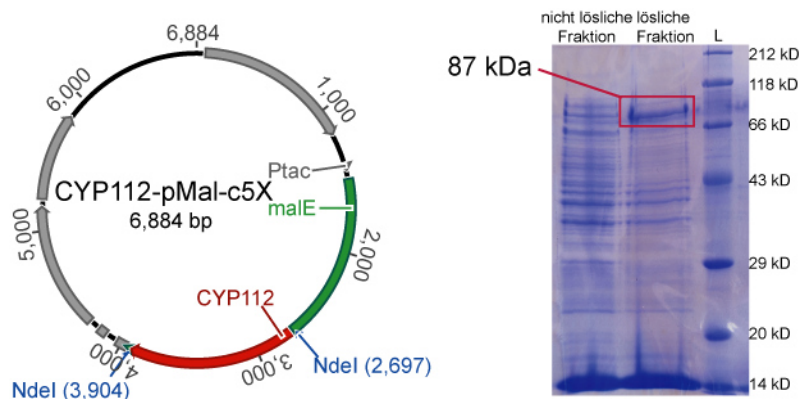 6,884
1,000
2,000
3,000
4,000
5,000
6,000
Ptac
CYP112-pMal-c5X
6,884 bp
malE
CYP112
NdeI (2,697)
NdeI (3,904)
nicht lösliche lösliche
Fraktion Fraktion L
87 kDa
212 kD
118 kD
66 kD
43 kD
29 kD
20 kD
14 kD